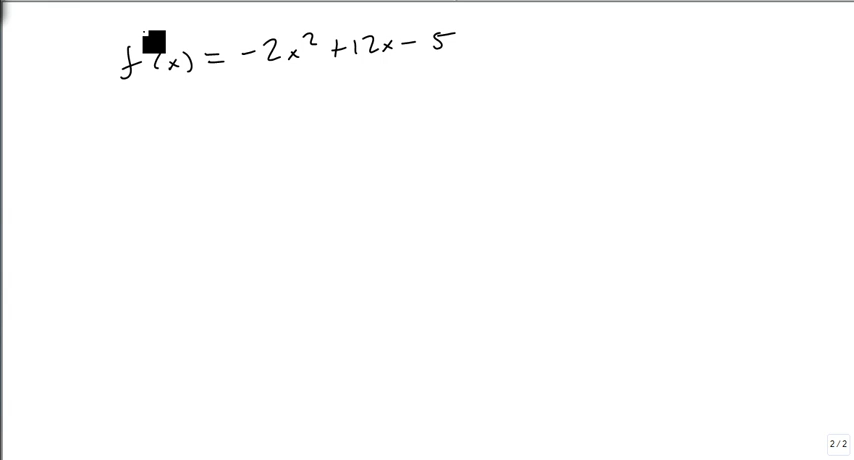 f(x) = -2x² +12x - 5
2 / 2